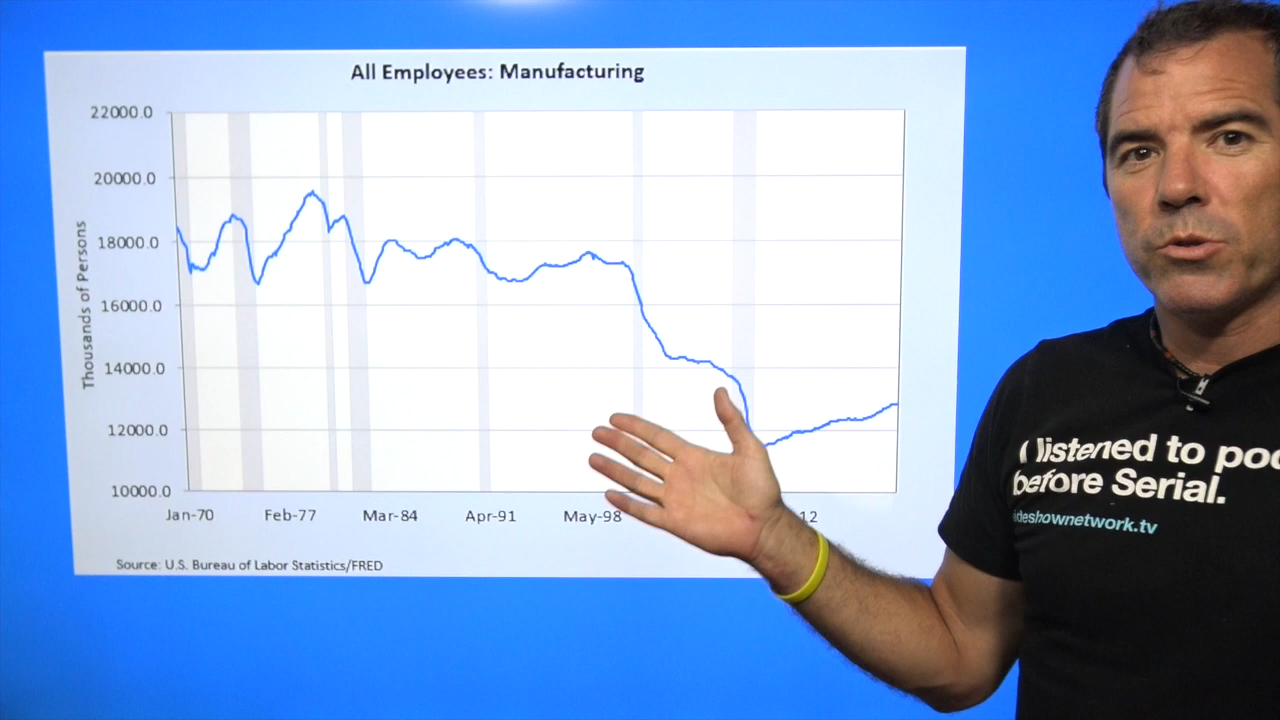 All Employees: Manufacturing
22000.0
20000.0
18000.0
16000.0
14000.0
12000.0
10000.0
Thousands of Persons
Jan-70 Feb-77 Mar-84 Apr-91 May-98 12
Source: U.S. Bureau of Labor Statistics/FRED
I listened to
before Serial.
ideshownetwork.tv